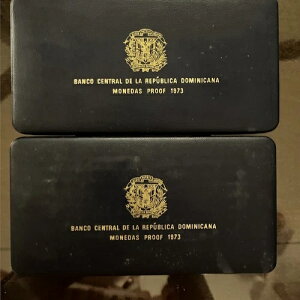 BANCO CENTRAL DE LA REPÚBLICA DOMINICANA
MONEDAS PROOF 1973
BANCO CENTRAL DE LA REPÚBLICA DOMINICANA
MONEDAS PROOF 1973